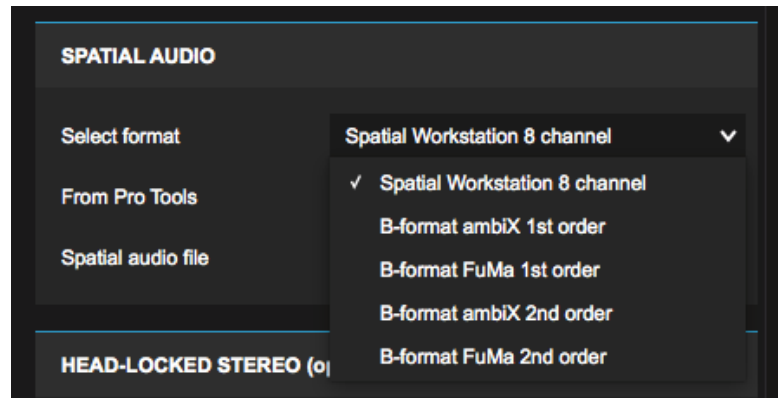 SPATIAL AUDIO
Select format
Spatial Workstation 8 channel
✓ Spatial Workstation 8 channel
From Pro Tools
B-format ambiX 1st order
Spatial audio file
B-format FuMa 1st order
B-format ambiX 2nd order
B-format FuMa 2nd order
HEAD-LOCKED STEREO